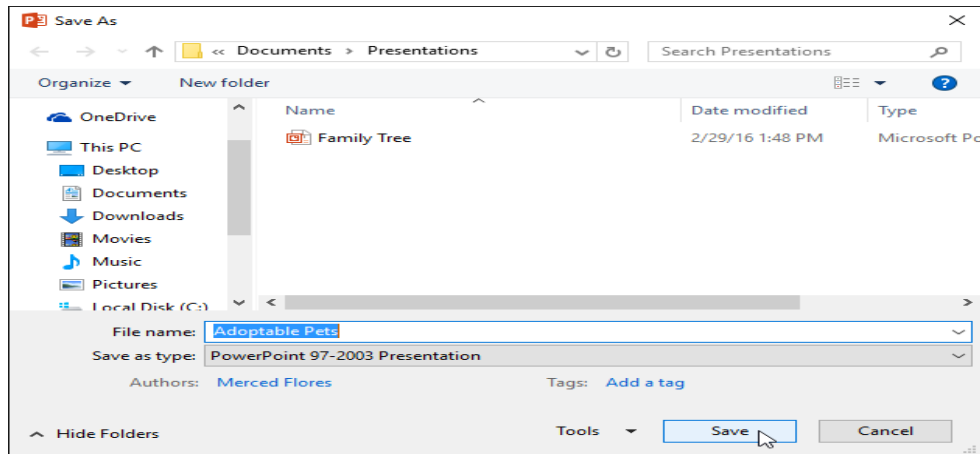 Save As
« Documents > Presentations
Search Presentations
Organize
New folder
Name
Date modified
Type
OneDrive
This PC
Desktop
Documents
Downloads
Movies
Music
Pictures
Local Disk (C:)
Family Tree
2/29/16 1:48 PM
Microsoft Po
File name: Adoptable Pets
Save as type: PowerPoint 97-2003 Presentation
Authors: Merced Flores
Tags: Add a tag
Hide Folders
Tools
Save
Cancel